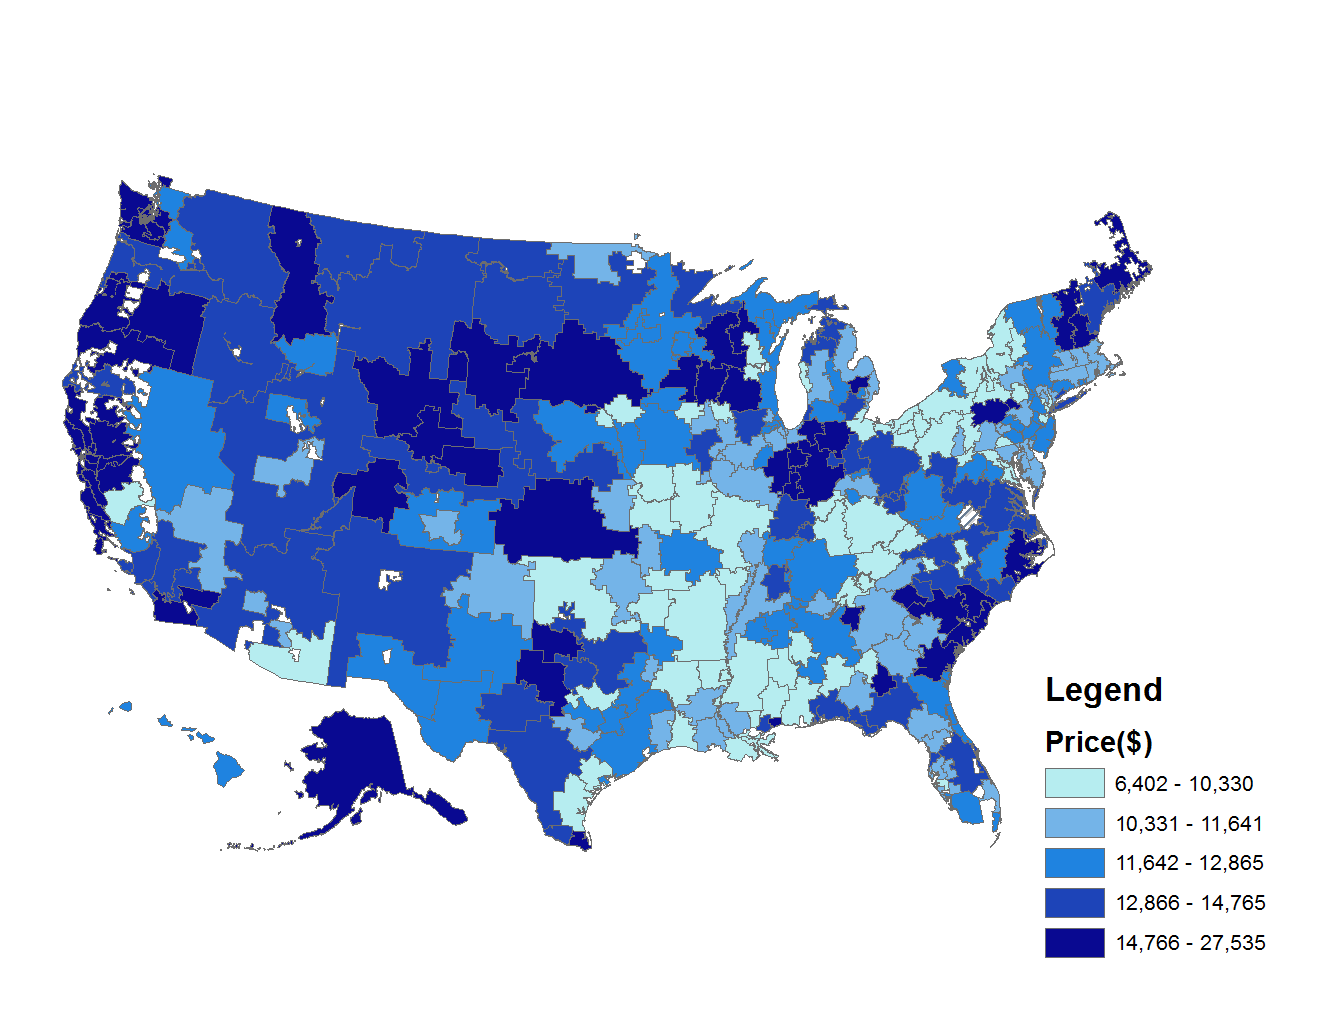 Legend
Price($)
6,402 - 10,330
10,331 - 11,641
11,642 - 12,865
12,866 - 14,765
14,766 - 27,535